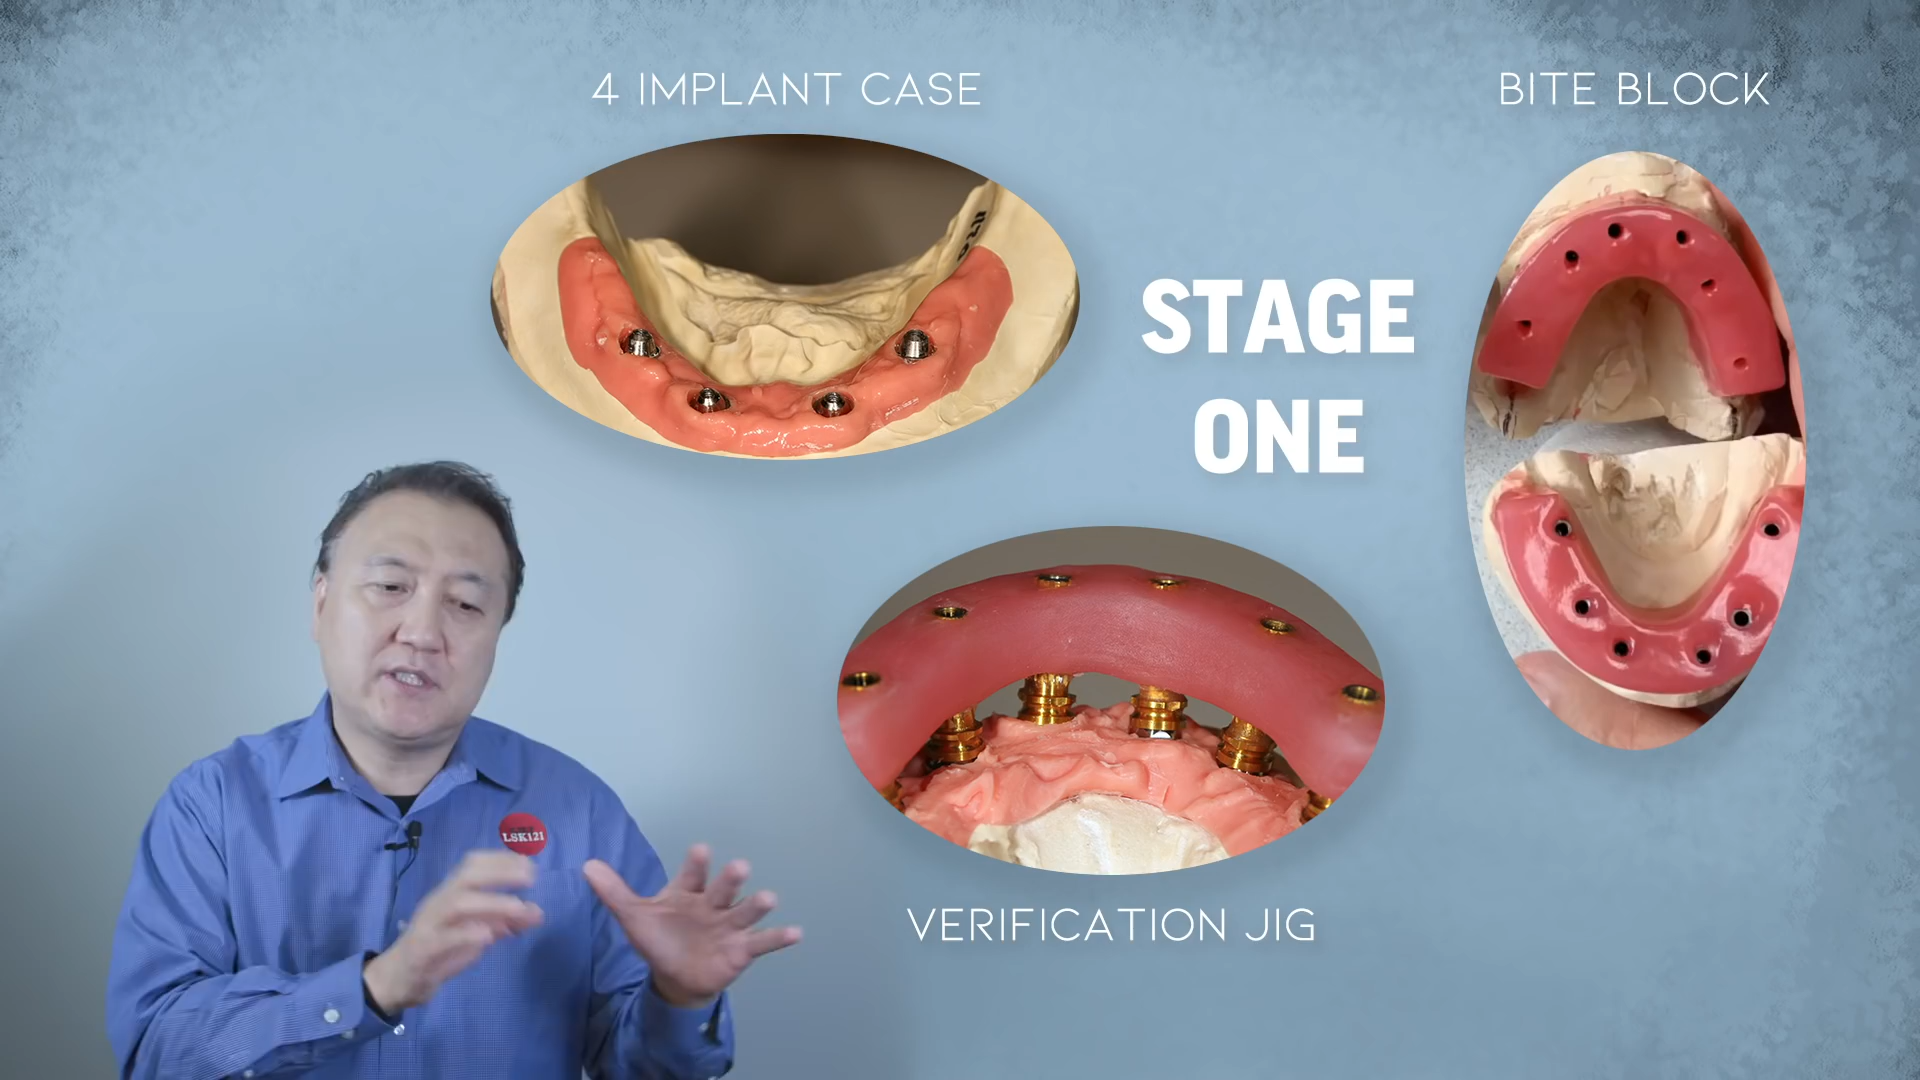 4 IMPLANT CASE
BITE BLOCK
STAGE
ONE
LSK121
VERIFICATION JIG